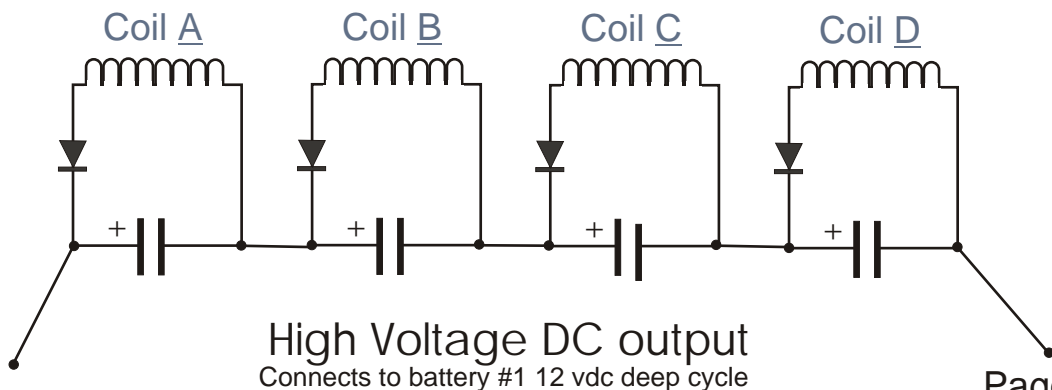 Coil A Coil B Coil C Coil D
+ + + +
High Voltage DC output
Connects to battery #1 12 vdc deep cycle